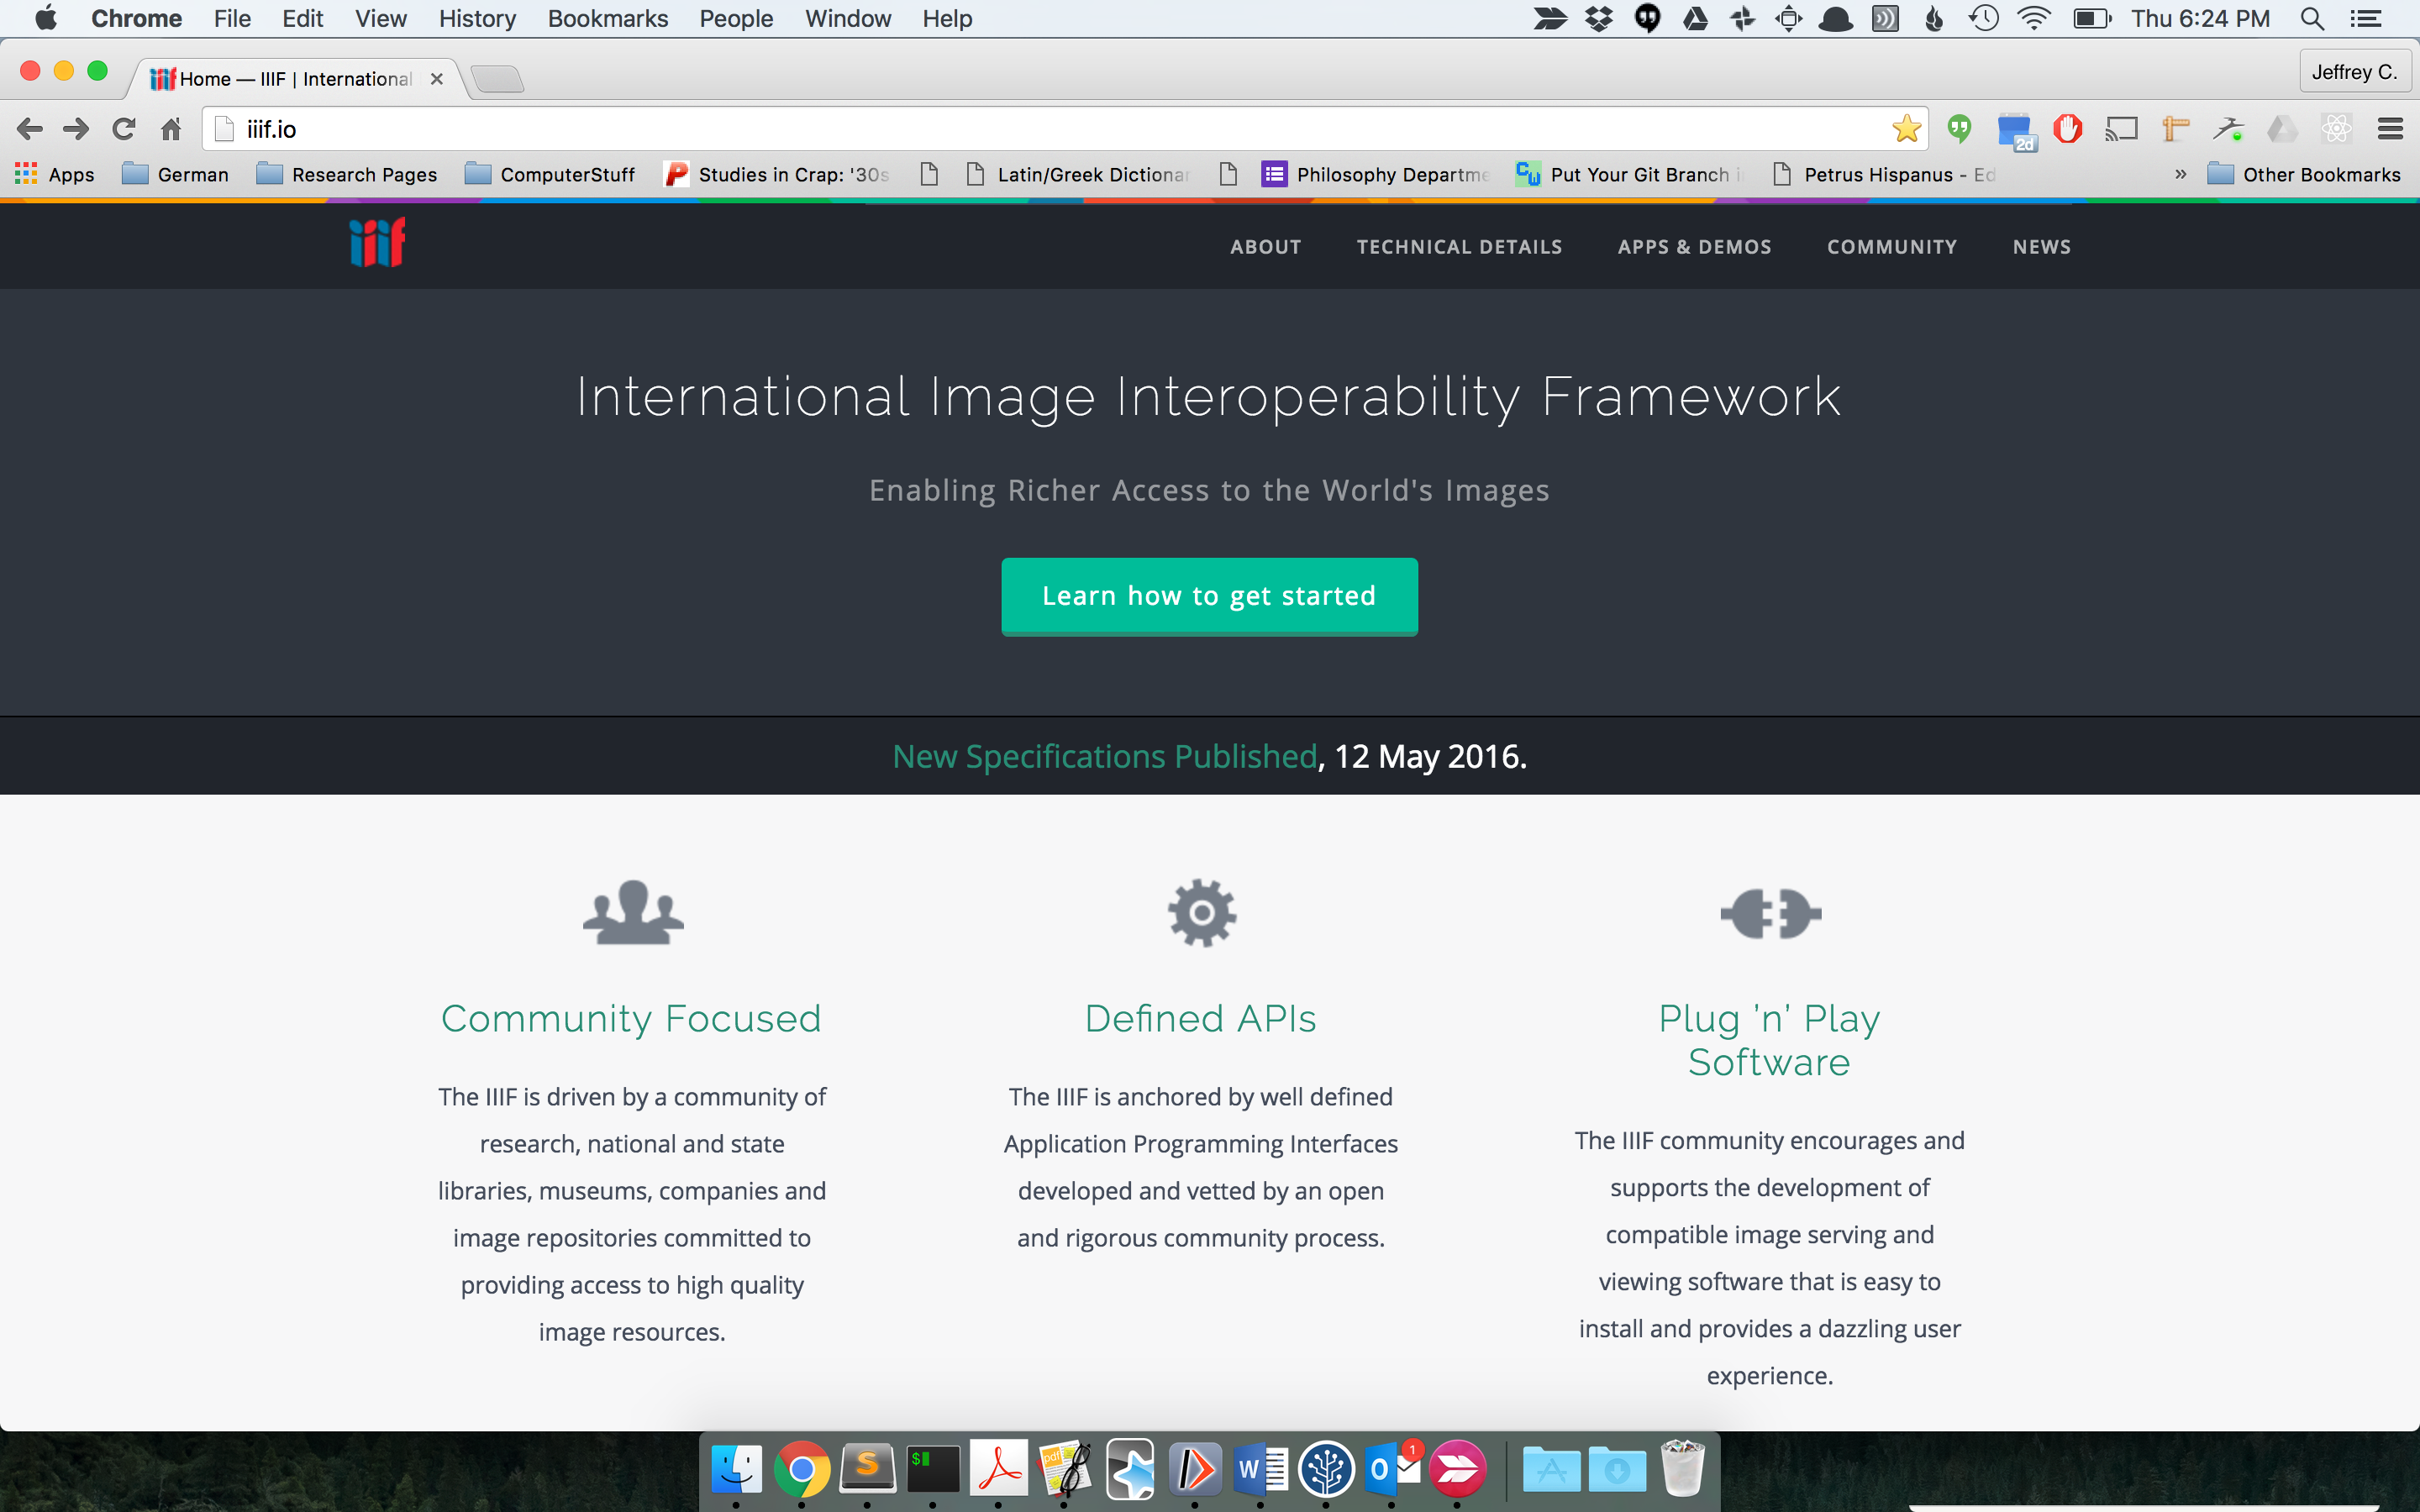 Chrome File Edit View History Bookmarks People Window Help Thu 6:24 PM
Home — IIIF | International Jeffrey C.
iiif.io 2d
Apps German Research Pages ComputerStuff Studies in Crap: '30s Latin/Greek Dictionar Philosophy Departme Put Your Git Branch i Petrus Hispanus - Ed » Other Bookmarks
iiif ABOUT TECHNICAL DETAILS APPS & DEMOS COMMUNITY NEWS
International Image Interoperability Framework
Enabling Richer Access to the World's Images
Learn how to get started
New Specifications Published, 12 May 2016.
Community Focused
The IIIF is driven by a community of
research, national and state
libraries, museums, companies and
image repositories committed to
providing access to high quality
image resources.
Defined APIs
The IIIF is anchored by well defined
Application Programming Interfaces
developed and vetted by an open
and rigorous community process.
Plug ’n’ Play
Software
The IIIF community encourages and
supports the development of
compatible image serving and
viewing software that is easy to
install and provides a dazzling user
experience.
1